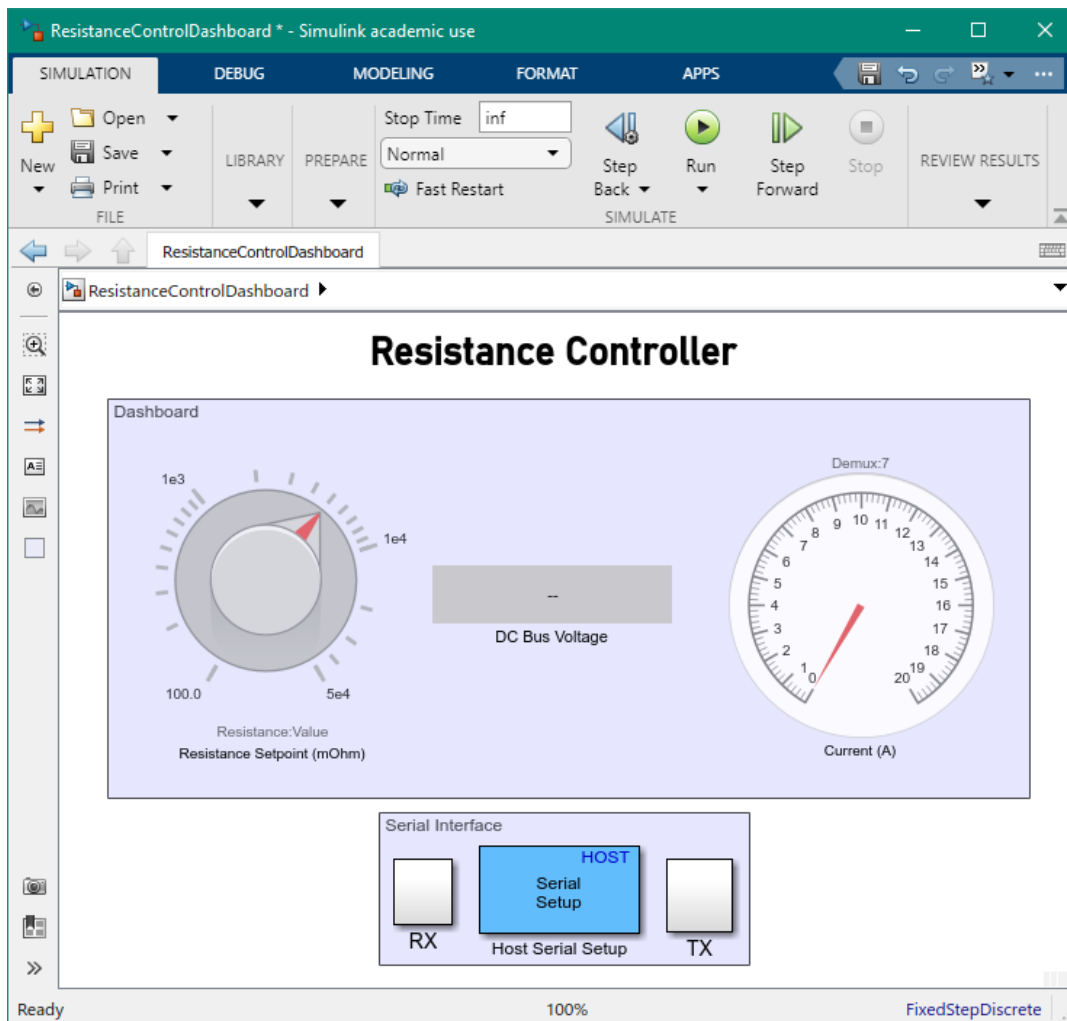 ResistanceControlDashboard * - Simulink academic use
SIMULATION DEBUG MODELING FORMAT APPS
New
Open
Save
Print
FILE
LIBRARY
PREPARE
Stop Time inf
Normal
Fast Restart
Step Back
Run
Step Forward
Stop
SIMULATE
REVIEW RESULTS
ResistanceControlDashboard
ResistanceControlDashboard
Resistance Controller
Dashboard
100.0
1e3
1e4
5e4
Resistance:Value
Resistance Setpoint (mOhm)
--
DC Bus Voltage
Demux:7
0 1 2 3 4 5 6 7 8 9 10 11 12 13 14 15 16 17 18 19 20
Current (A)
Serial Interface
RX
HOST
Serial
Setup
Host Serial Setup
TX
Ready
100%
FixedStepDiscrete